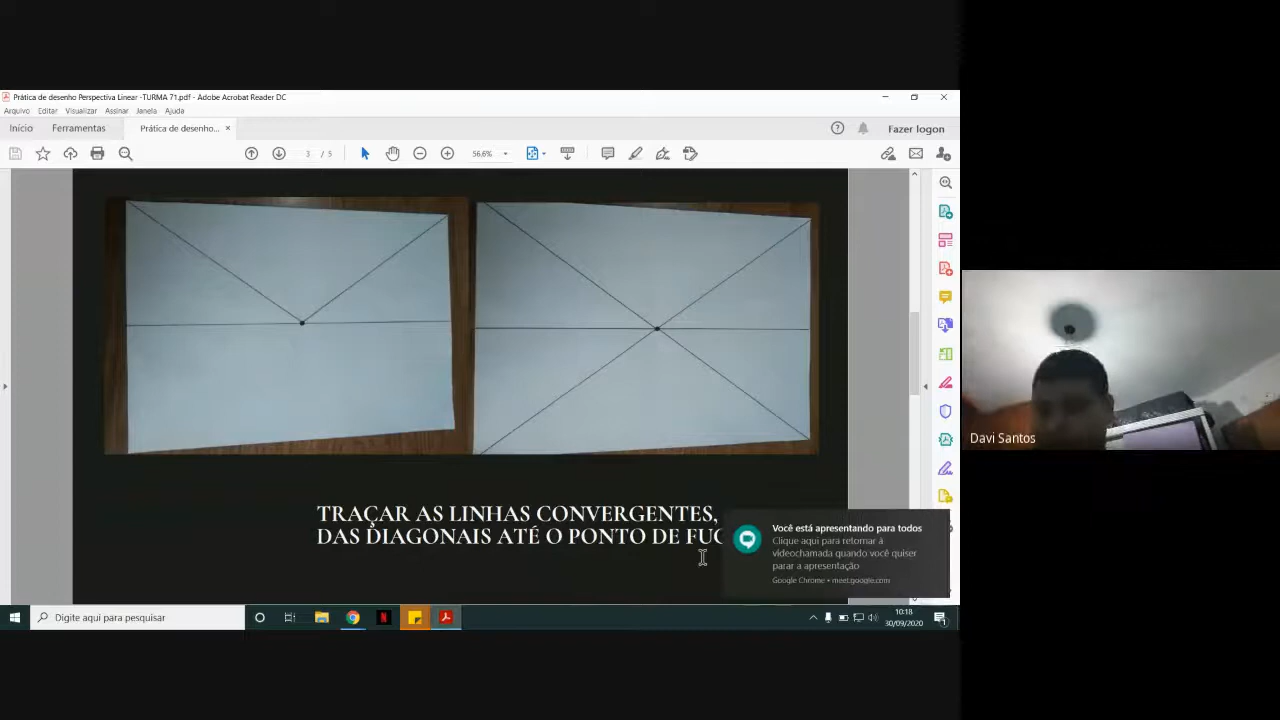 Prática de desenho Perspectiva Linear -TURMA 71.pdf - Adobe Acrobat Reader DC
Arquivo Editar Visualizar Assinar Janela Ajuda
Início Ferramentas Prática de desenho... × Fazer logon
3 / 5 56,6%
TRAÇAR AS LINHAS CONVERGENTES,
DAS DIAGONAIS ATÉ O PONTO DE
Você está apresentando para todos
Clique aqui para retornar à
videochamada quando você quiser
parar a apresentação
Google Chrome • meet.google.com
Davi Santos
Digite aqui para pesquisar
N
10:18
30/09/2020